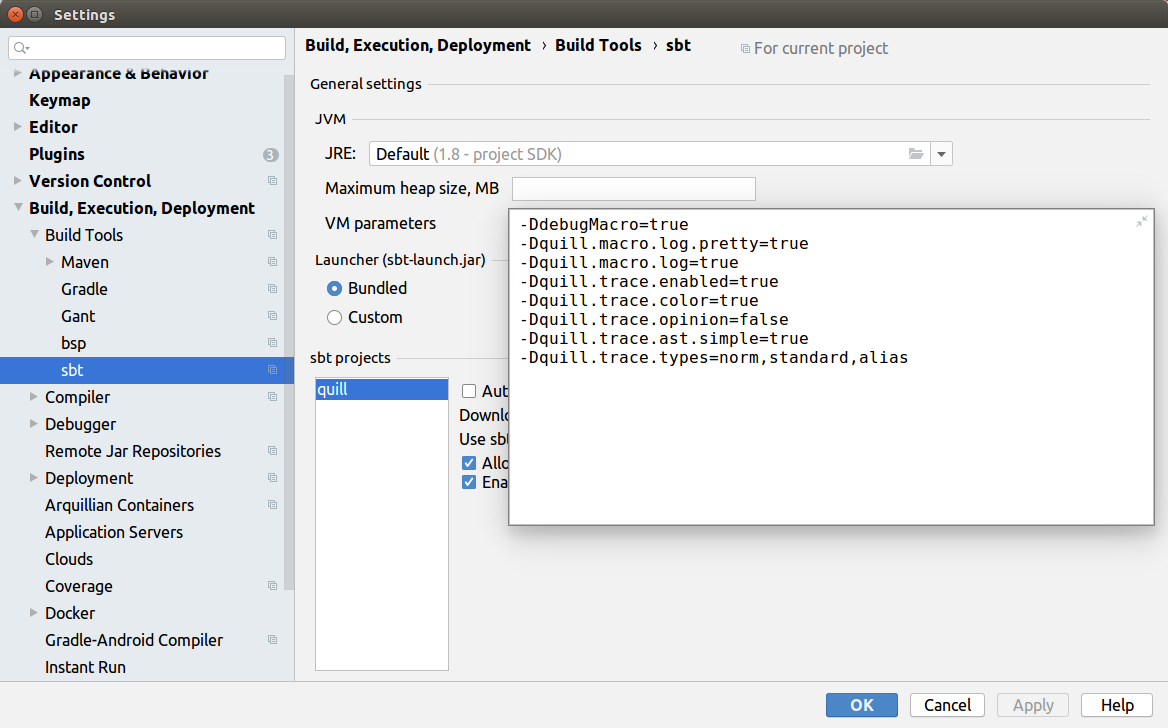 Settings
Appearance & Behavior
Keymap
Editor
Plugins 3
Version Control
Build, Execution, Deployment
Build Tools
Maven
Gradle
Gant
bsp
sbt
Compiler
Debugger
Remote Jar Repositories
Deployment
Arquillian Containers
Application Servers
Clouds
Coverage
Docker
Gradle-Android Compiler
Instant Run
Build, Execution, Deployment › Build Tools › sbt For current project
General settings
JVM
JRE: Default (1.8 - project SDK)
Maximum heap size, MB
VM parameters
-DdebugMacro=true
-Dquill.macro.log.pretty=true
-Dquill.macro.log=true
-Dquill.trace.enabled=true
-Dquill.trace.color=true
-Dquill.trace.opinion=false
-Dquill.trace.ast.simple=true
-Dquill.trace.types=norm,standard,alias
Launcher (sbt-launch.jar)
Bundled
Custom
sbt projects
quill
Aut
Downlo
Use sbt
Allo
Ena
OK Cancel Apply Help